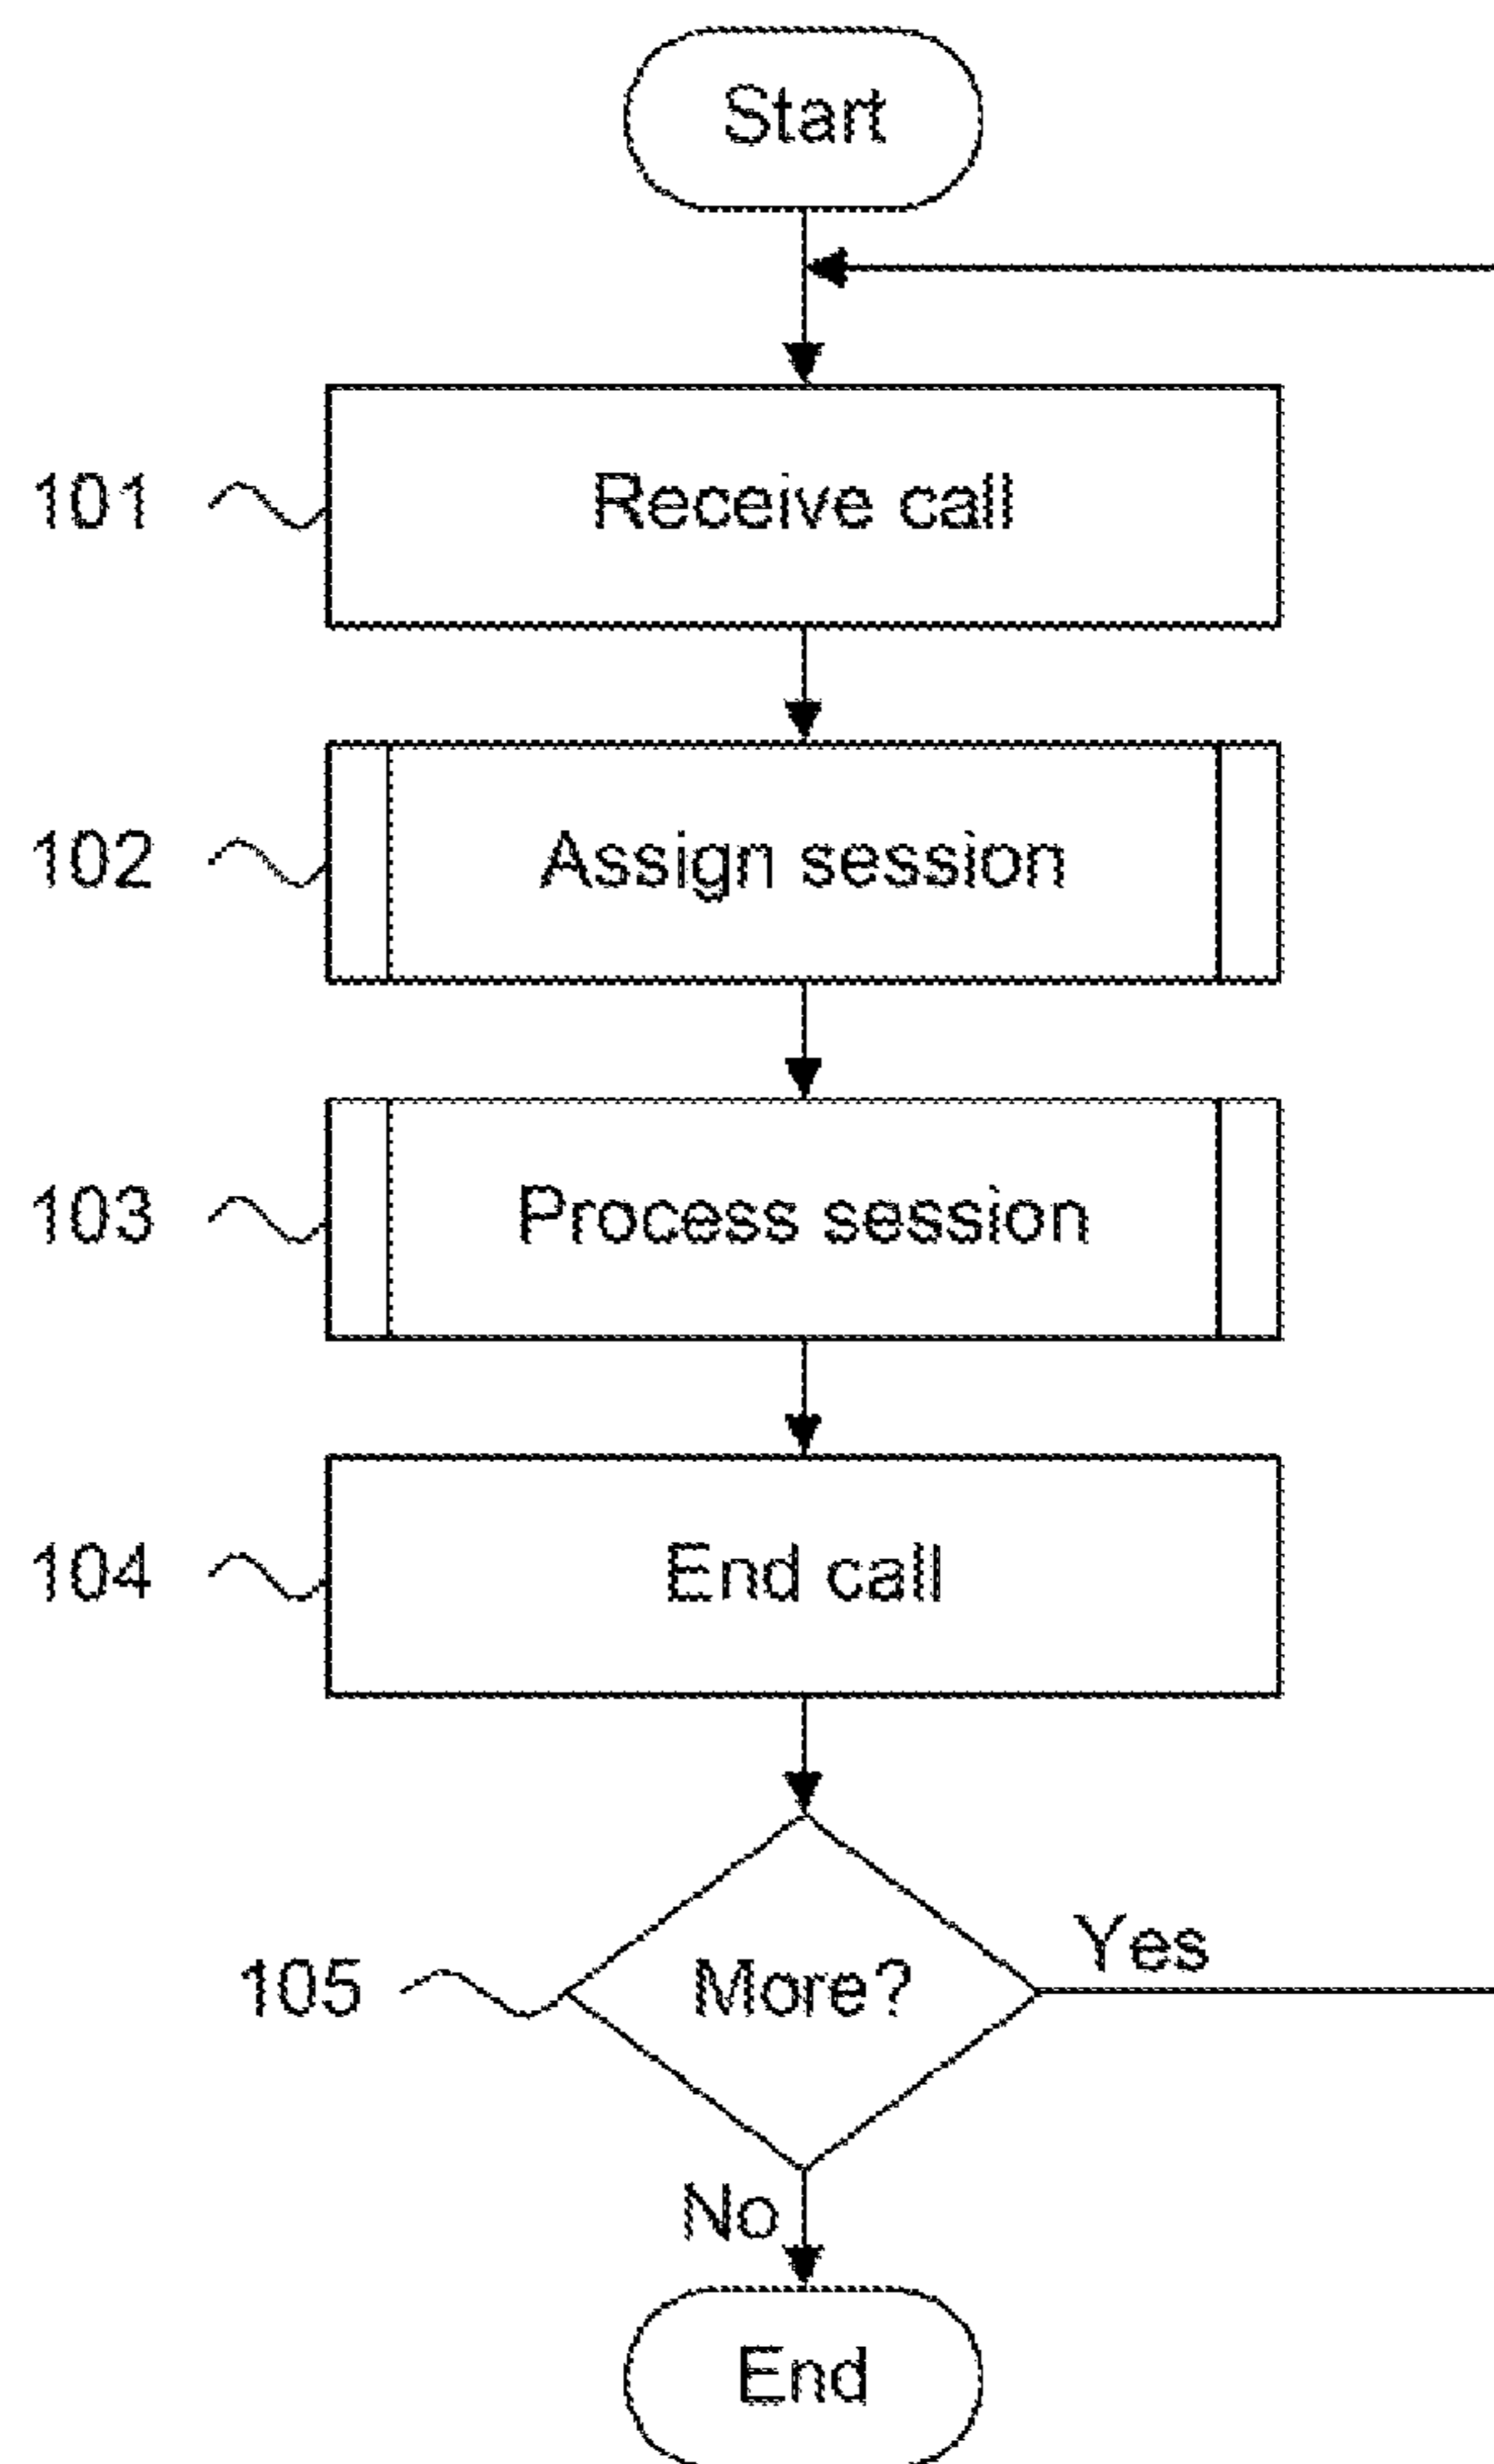 Start
101 Receive call
102 Assign session
103 Process session
104 End call
105 More? Yes
No
End